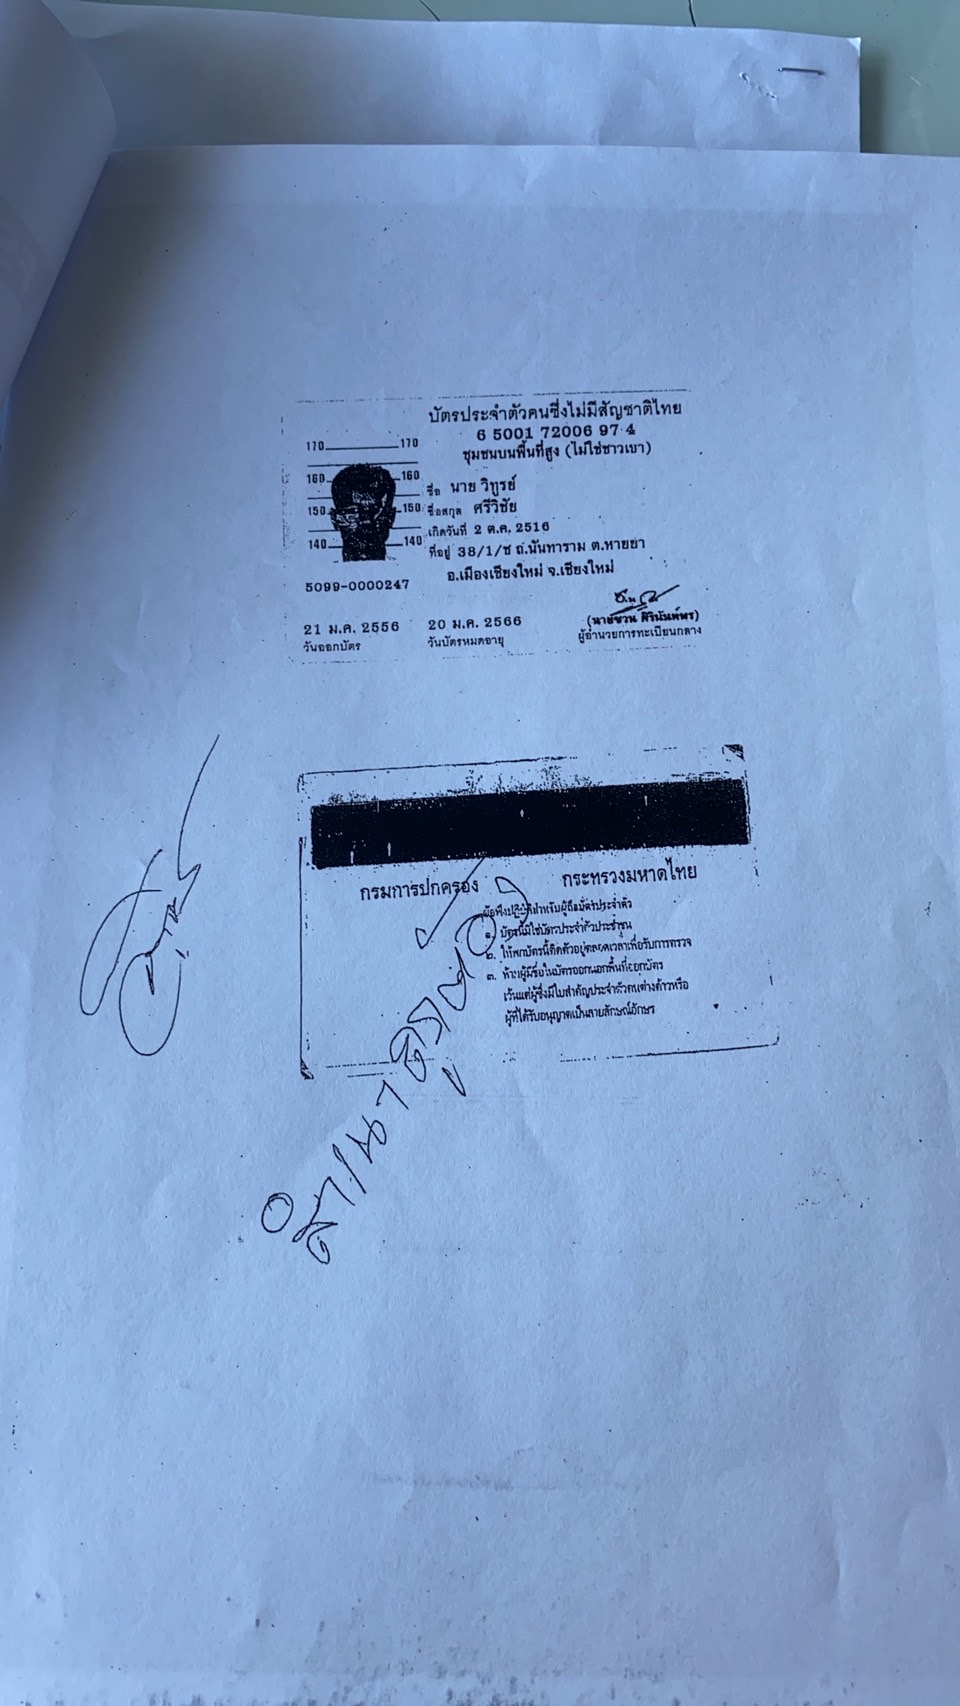 บัตรประจำตัวคนซึ่งไม่มีสัญชาติไทย
6 5001 72006 97 4
ชุมชนบนพื้นที่สูง (ไม่ใช่ชาวเขา)
170 170
160 160
150 150
140 140
ชื่อ นาย วิทูรย์
ชื่อสกุล ศรีวิชัย
เกิดวันที่ 2 ต.ค. 2516
ที่อยู่ 38/1/ช ถ.นันทาราม ต.หายยา
อ.เมืองเชียงใหม่ จ.เชียงใหม่
5099-0000247
21 ม.ค. 2556
วันออกบัตร
20 ม.ค. 2566
วันบัตรหมดอายุ
ผู้อำนวยการทะเบียนกลาง
กรมการปกครอง กระทรวงมหาดไทย
ข้อพึงปฏิบัติสำหรับผู้ถือบัตรประจำตัว
๑. บัตรนี้มิใช่บัตรประจำตัวประชาชน
๒. ให้พกบัตรนี้ติดตัวอยู่ตลอดเวลาเพื่อรับการตรวจ
๓. ห้ามผู้มีชื่อในบัตรออกนอกพื้นที่ออกบัตร
เว้นแต่ผู้ซึ่งมีใบสำคัญประจำตัวคนต่างด้าวหรือ
ผู้ที่ได้รับอนุญาตเป็นลายลักษณ์อักษร
สำเนาถูกต้อง